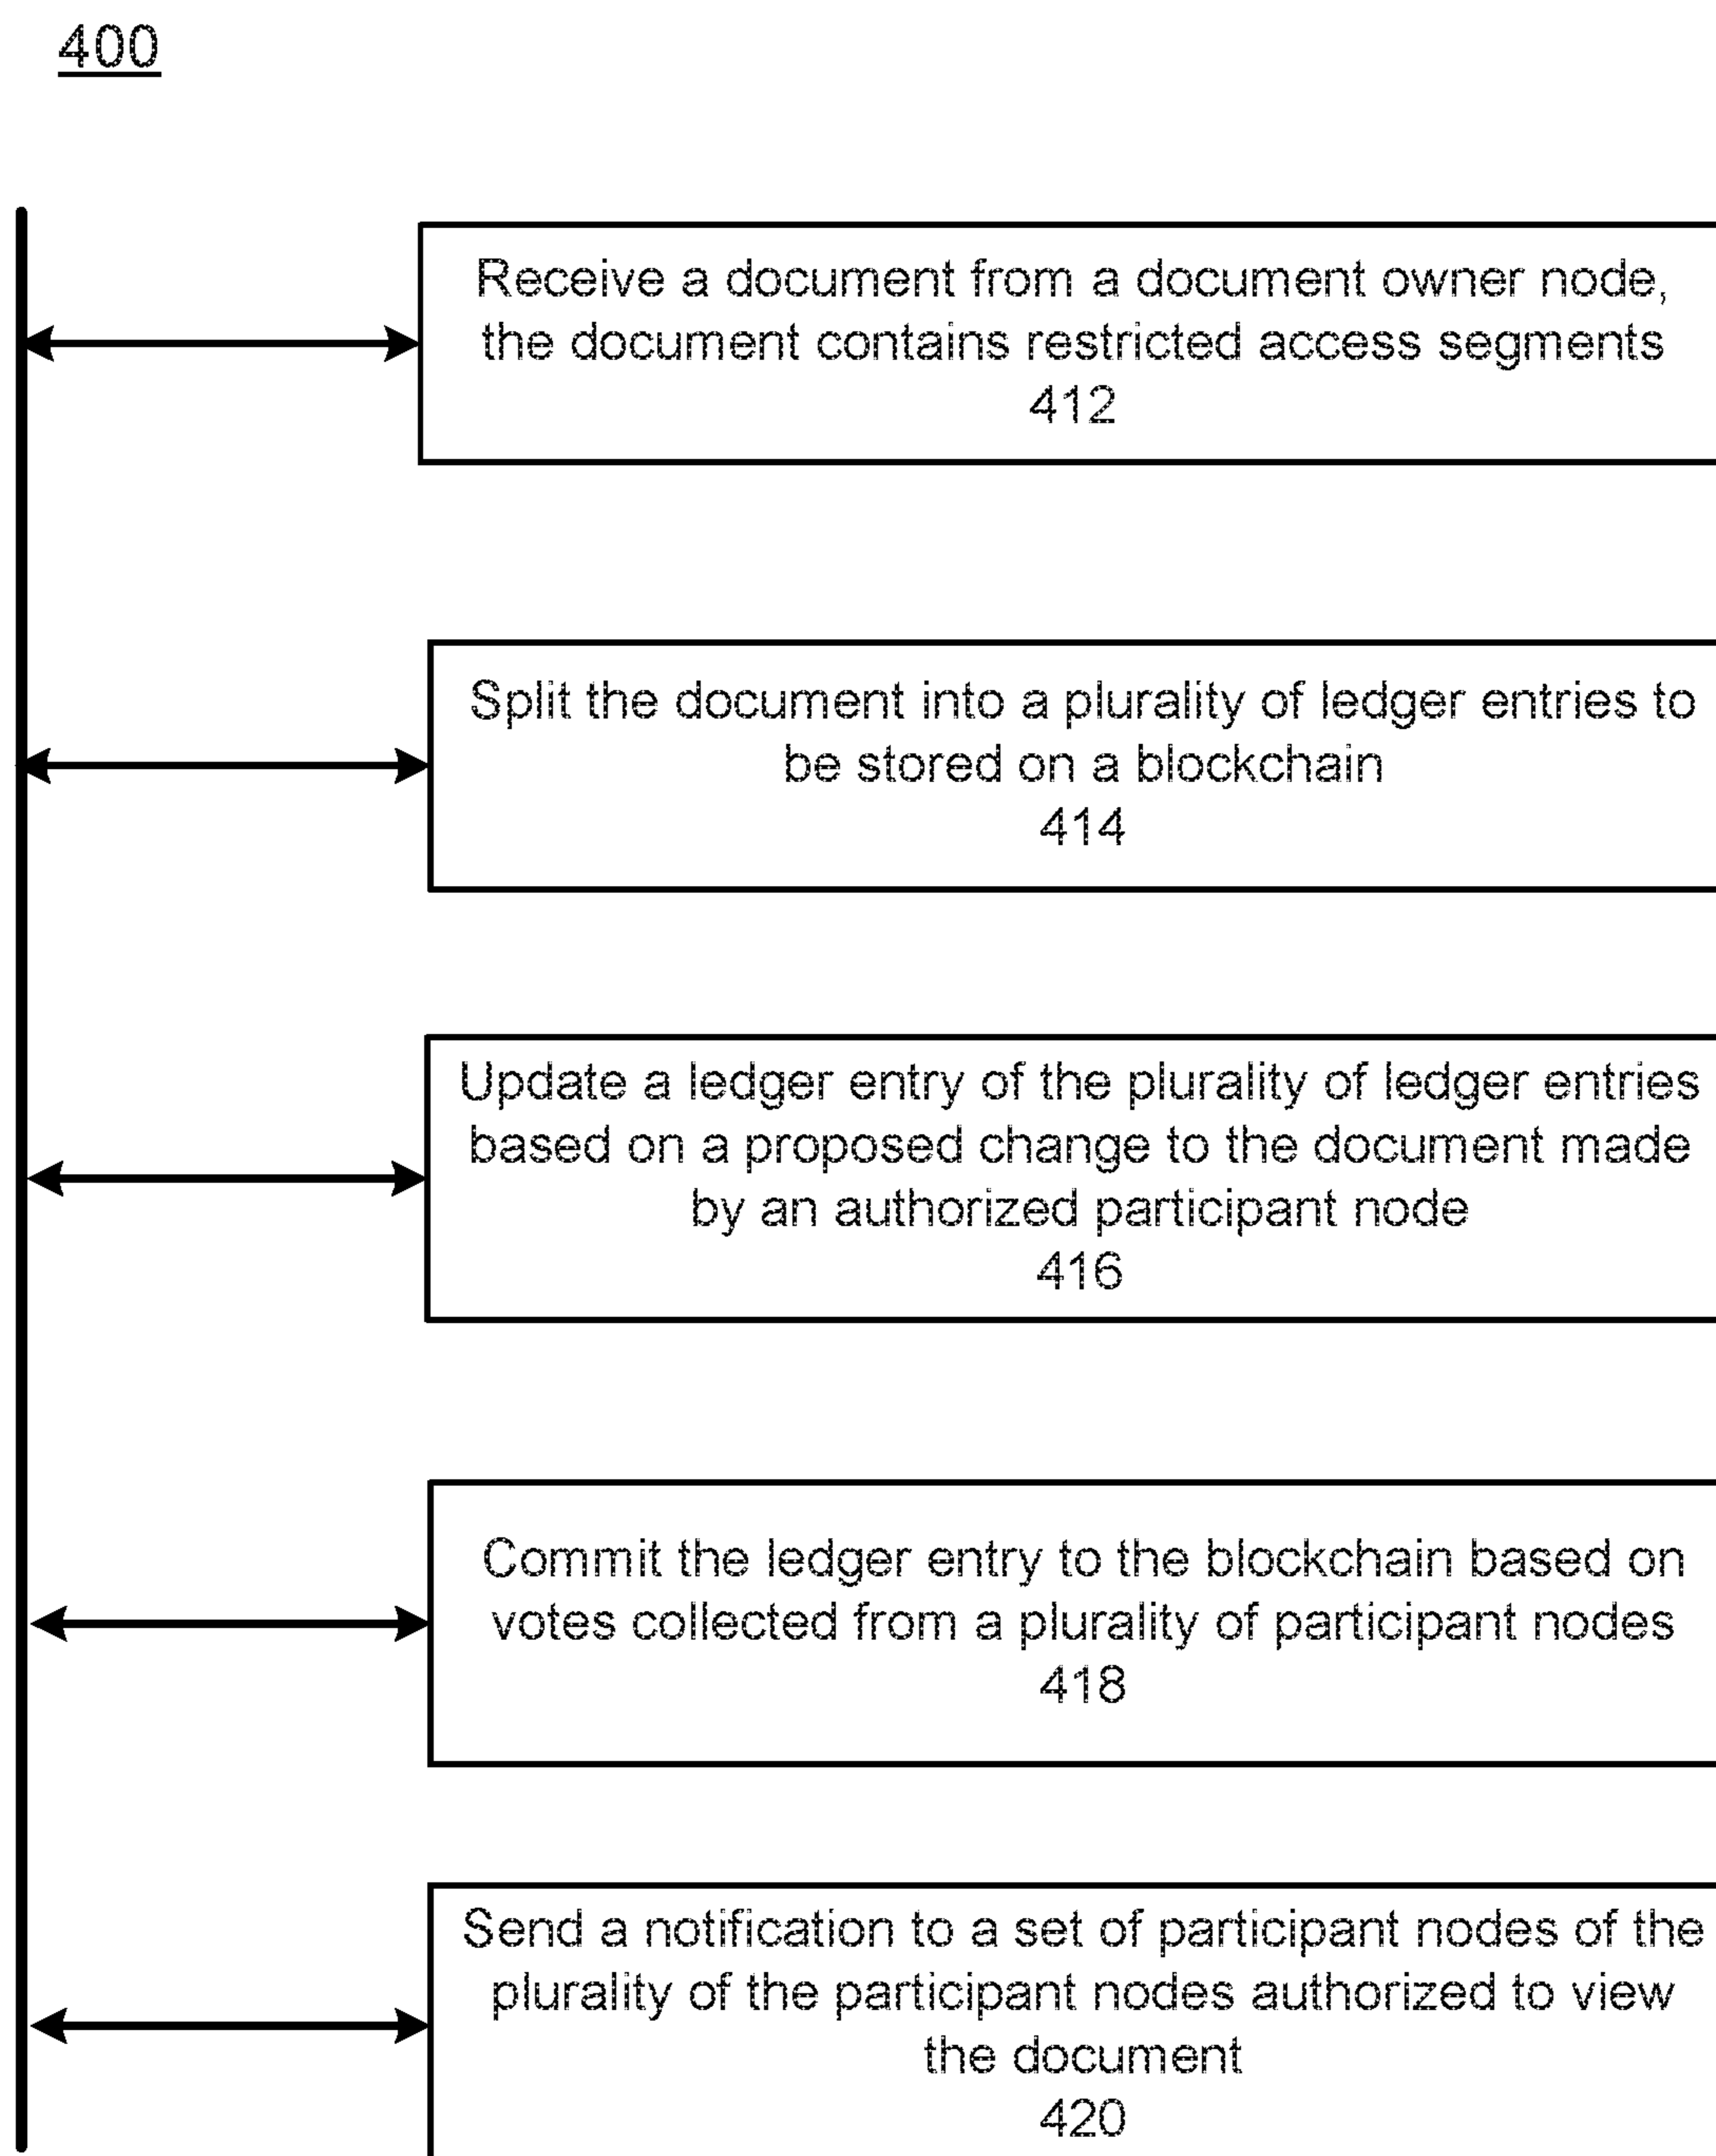 400
Receive a document from a document owner node,
the document contains restricted access segments
412
Split the document into a plurality of ledger entries to
be stored on a blockchain
414
Update a ledger entry of the plurality of ledger entries
based on a proposed change to the document made
by an authorized participant node
416
Commit the ledger entry to the blockchain based on
votes collected from a plurality of participant nodes
418
Send a notification to a set of participant nodes of the
plurality of the participant nodes authorized to view
the document
420